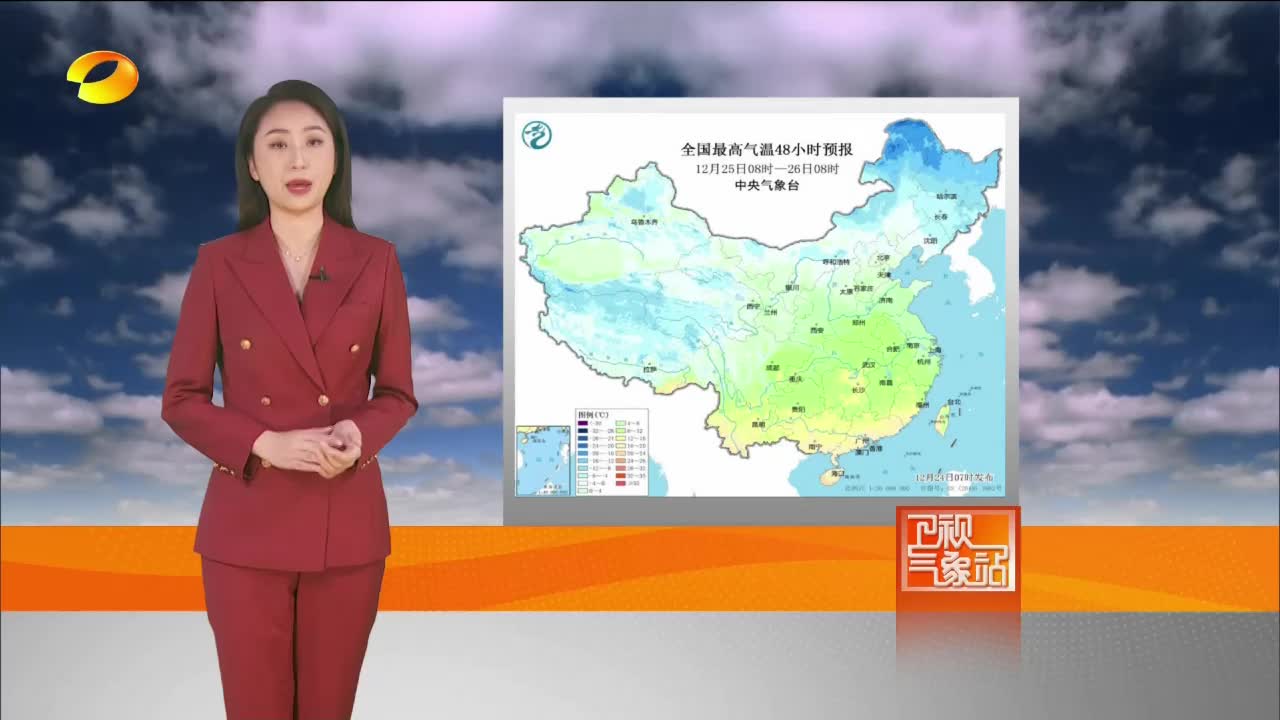 全国最高气温48小时预报
12月25日08时—26日08时
中央气象台
哈尔滨
长春
乌鲁木齐
沈阳
呼和浩特
北京
天津
银川
太原
石家庄
西宁
济南
兰州
西安
郑州
合肥
南京
上海
杭州
拉萨
成都
武汉
重庆
南昌
长沙
贵阳
福州
台北
昆明
南宁
香港
澳门
海口
图例(℃)
12月24日07时发布
卫视
气象站